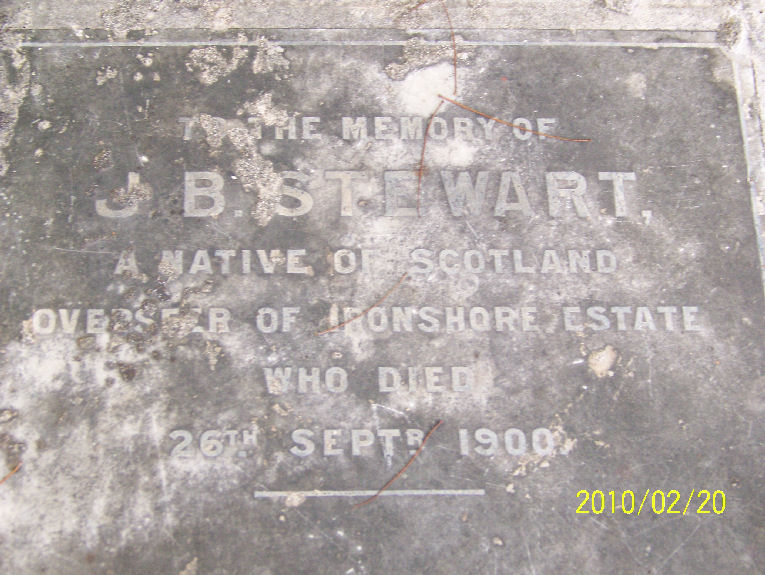 TO THE MEMORY OF
J. B. STEWART,
A NATIVE OF SCOTLAND
OVERSEER OF IRONSHORE ESTATE
WHO DIED
26TH SEPTR 1900
2010/02/20